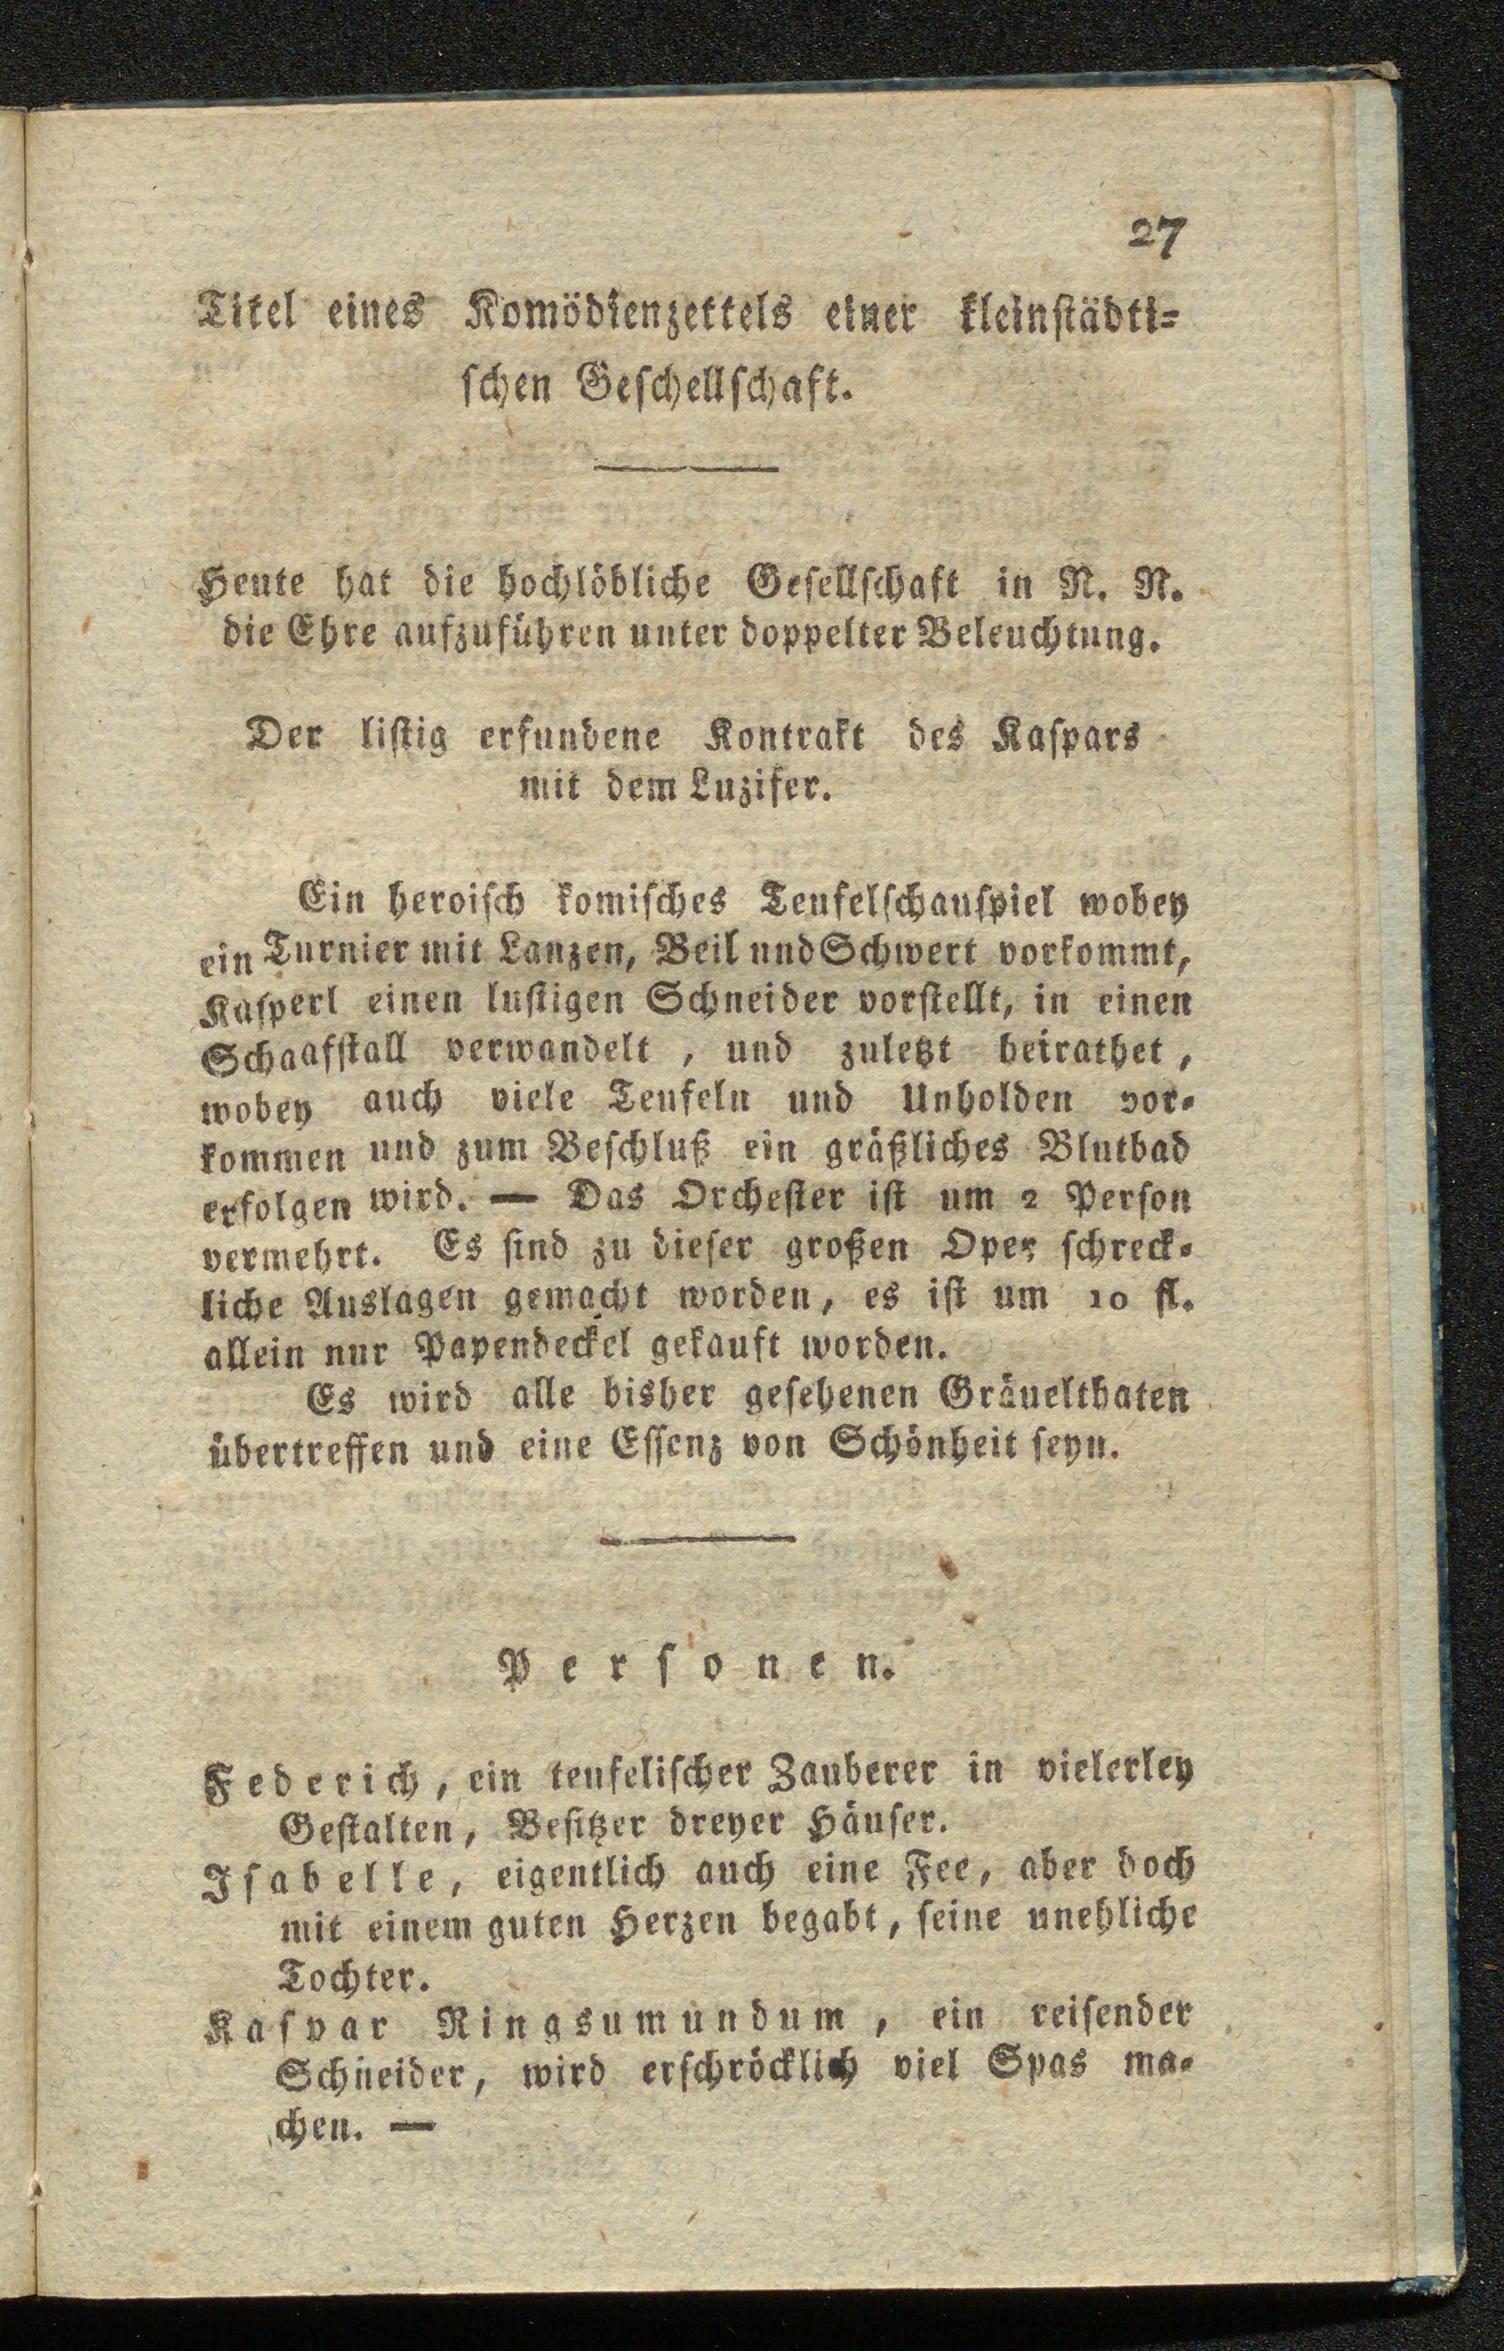 27
Titel eines Komödienzettels einer kleinstädti=
schen Geschellschaft.
Heute hat die hochlöbliche Gesellschaft in N. N.
die Ehre aufzuführen unter doppelter Beleuchtung.
Der listig erfundene Kontrakt des Kaspars
mit dem Luzifer.
Ein heroisch komisches Teufelschauspiel wobey
ein Turnier mit Lanzen, Beil und Schwert vorkommt,
Kasperl einen lustigen Schneider vorstellt, in einen
Schaafstall verwandelt, und zuletzt heirathet,
wobey auch viele Teufeln und Unholden vor=
kommen und zum Beschluß ein gräßliches Blutbad
erfolgen wird. — Das Orchester ist um 2 Person
vermehrt. Es sind zu dieser großen Oper schreck=
liche Auslagen gemacht worden, es ist um 10 fl.
allein nur Papendeckel gekauft worden.
Es wird alle bisher gesehenen Gräuelthaten
übertreffen und eine Essenz von Schönheit seyn.
Personen.
Federich, ein teufelischer Zauberer in vielerley
Gestalten, Besitzer dreyer Häuser.
Isabelle, eigentlich auch eine Fee, aber doch
mit einem guten Herzen begabt, seine unehliche
Tochter.
Kaspar Ringsumundum, ein reisender
Schneider, wird erschröcklich viel Spas ma=
chen. —